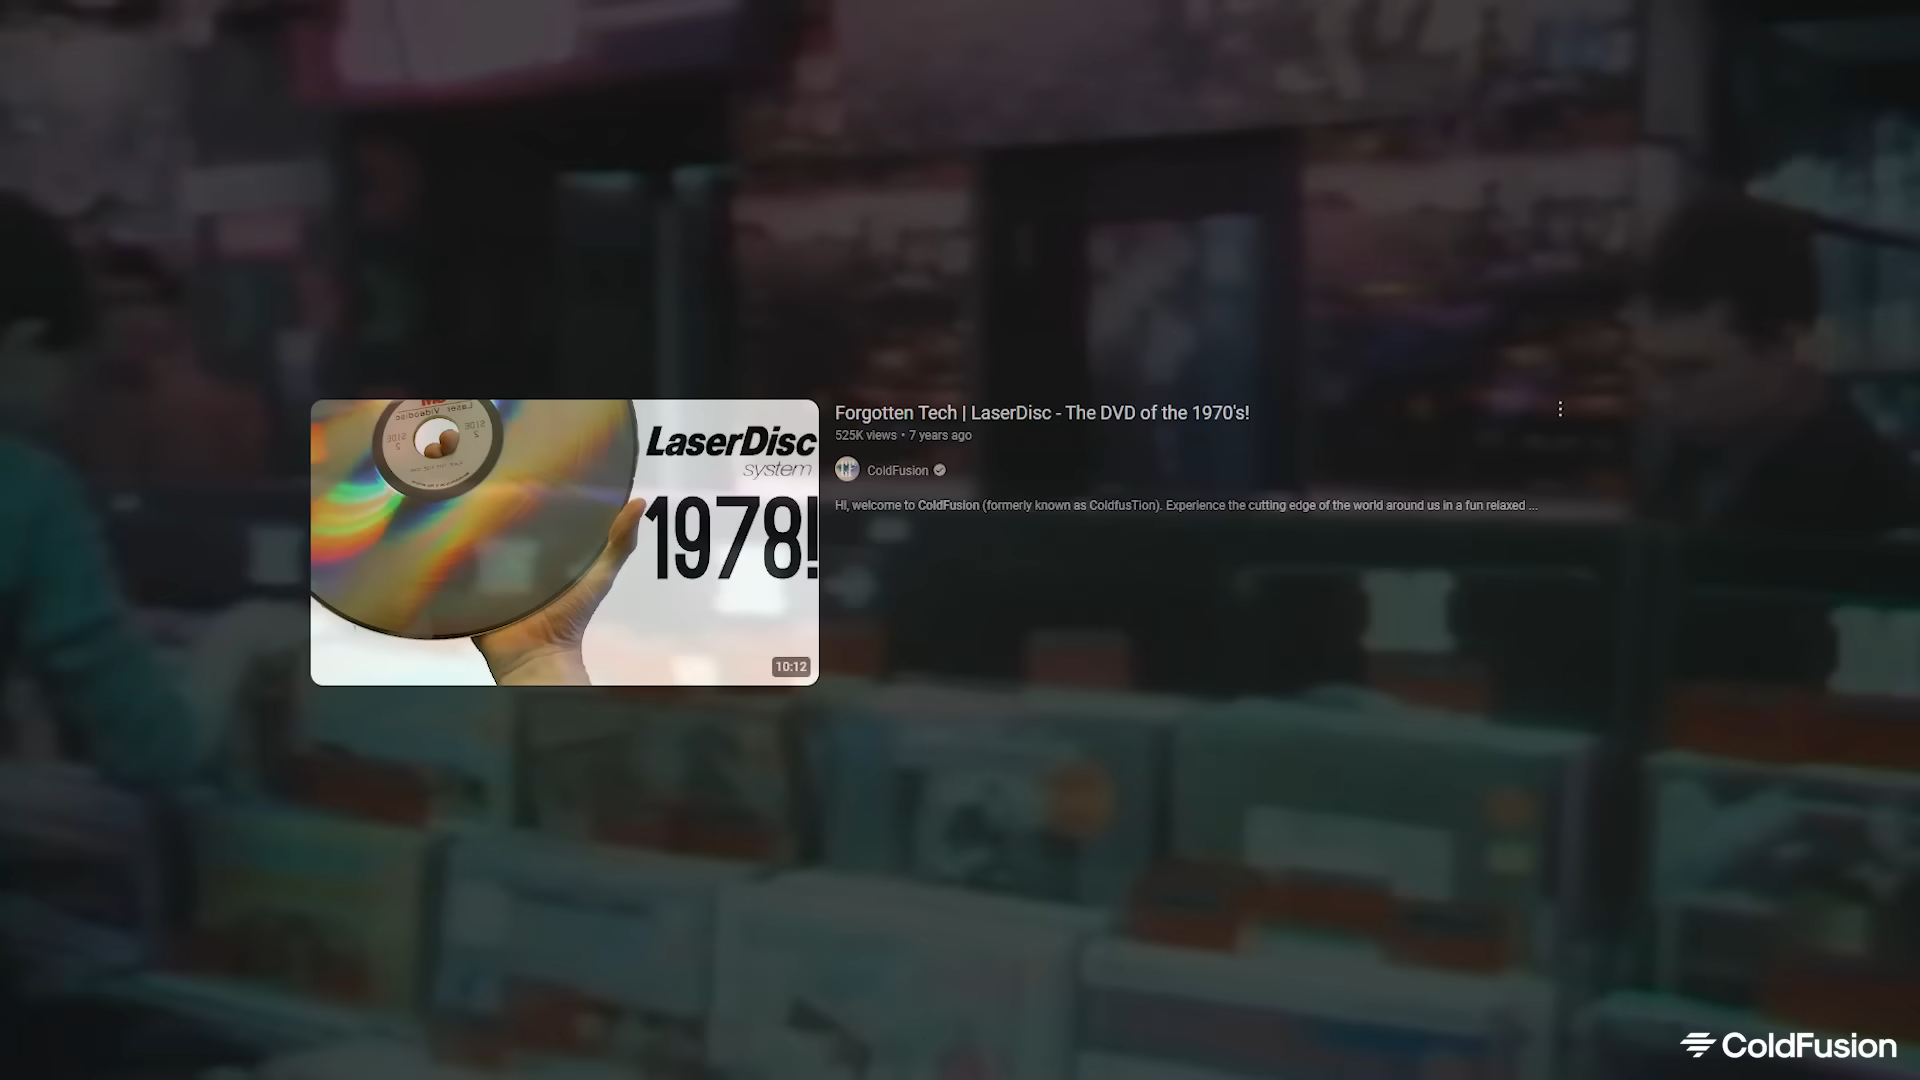 LaserDisc
system
1978!
10:12
Forgotten Tech | LaserDisc - The DVD of the 1970's!
525K views • 7 years ago
ColdFusion
Hi, welcome to ColdFusion (formerly known as ColdfusTion). Experience the cutting edge of the world around us in a fun relaxed ...
ColdFusion